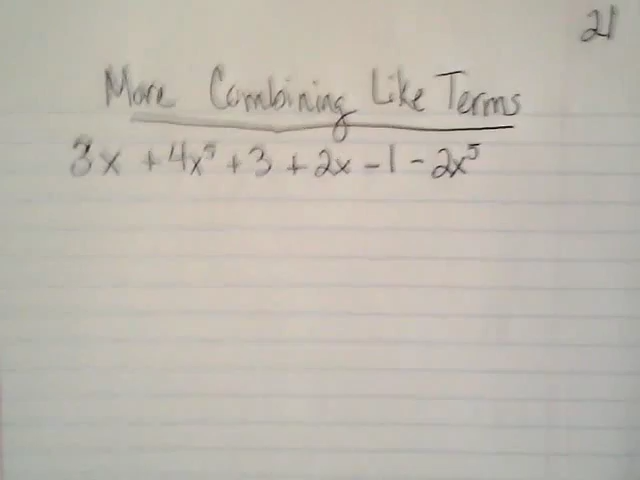 21
More Combining Like Terms
3x + 4x⁵ + 3 + 2x - 1 - 2x⁵